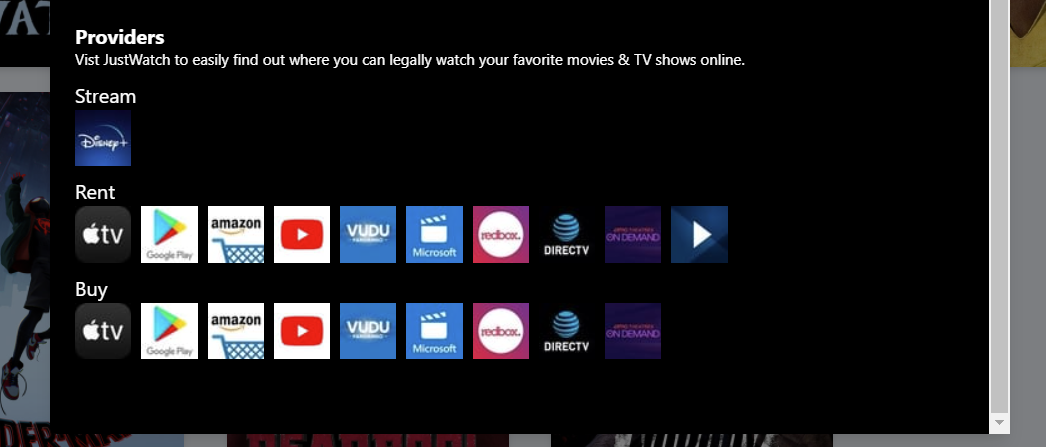 Providers
Vist JustWatch to easily find out where you can legally watch your favorite movies & TV shows online.
Stream
Disney+
Rent
tv
Google Play
amazon
VUDU
Microsoft
redbox.
DIRECTV
ON DEMAND
Buy
tv
Google Play
amazon
VUDU
Microsoft
redbox.
DIRECTV
ON DEMAND
DEADPOOL